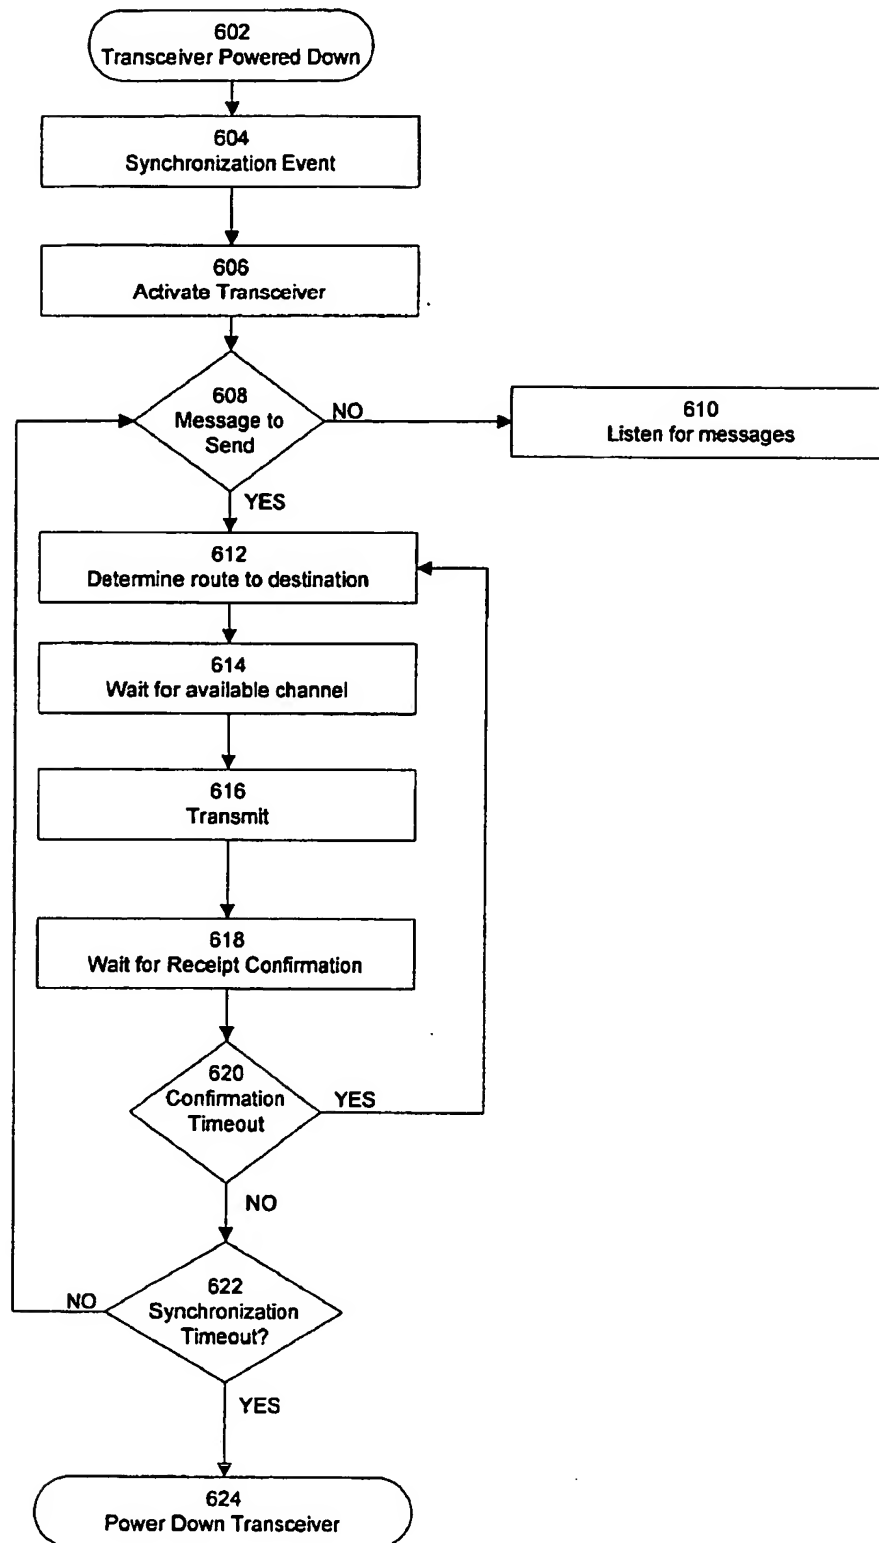 602
Transceiver Powered Down
604
Synchronization Event
606
Activate Transceiver
608
Message to
Send
NO
610
Listen for messages
YES
612
Determine route to destination
614
Wait for available channel
616
Transmit
618
Wait for Receipt Confirmation
620
Confirmation
Timeout
YES
NO
622
Synchronization
Timeout?
NO
YES
624
Power Down Transceiver